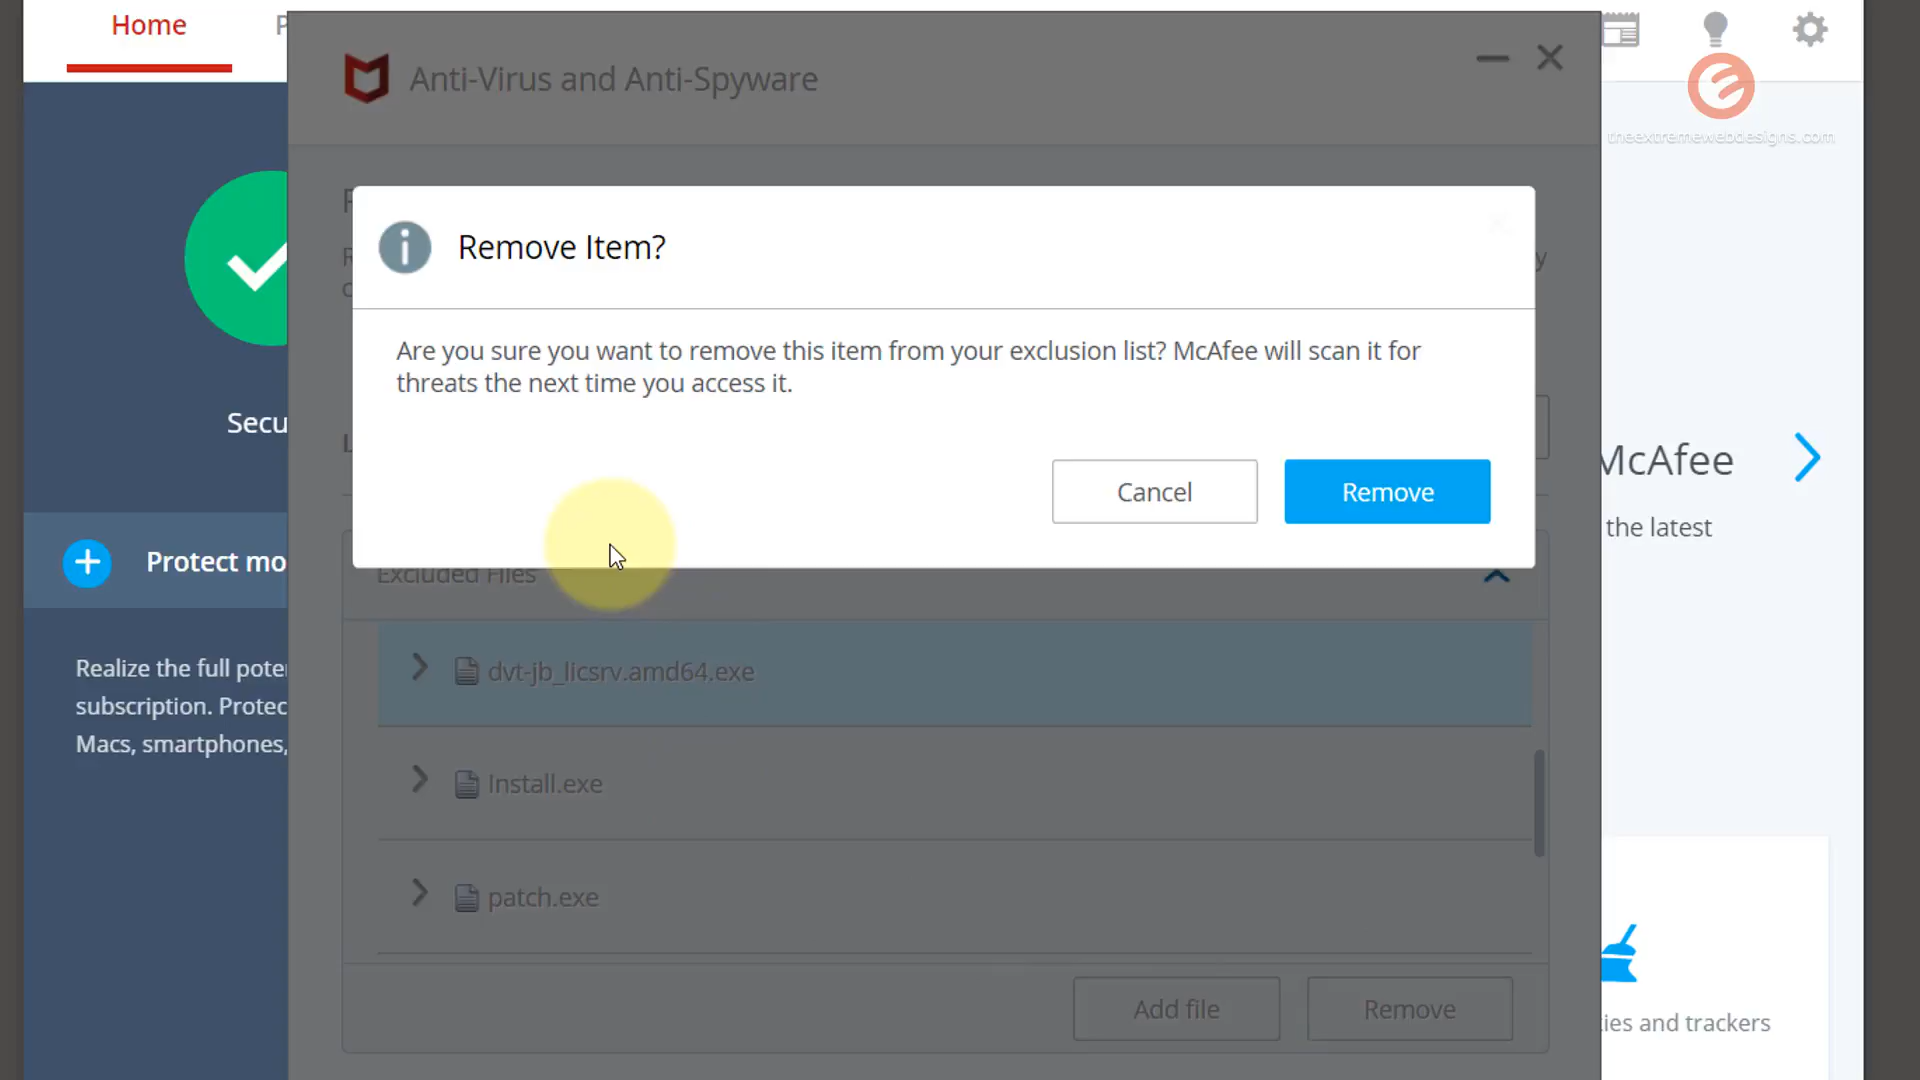 Home
Anti-Virus and Anti-Spyware
theextremewebdesigns.com
Remove Item?
Are you sure you want to remove this item from your exclusion list? McAfee will scan it for
threats the next time you access it.
Cancel
Remove
Secu
McAfee
the latest
Protect mo
Excluded Files
Realize the full pote
subscription. Protec
Macs, smartphones,
dvt-jb_licsrv.amd64.exe
Install.exe
patch.exe
Add file
Remove
ies and trackers